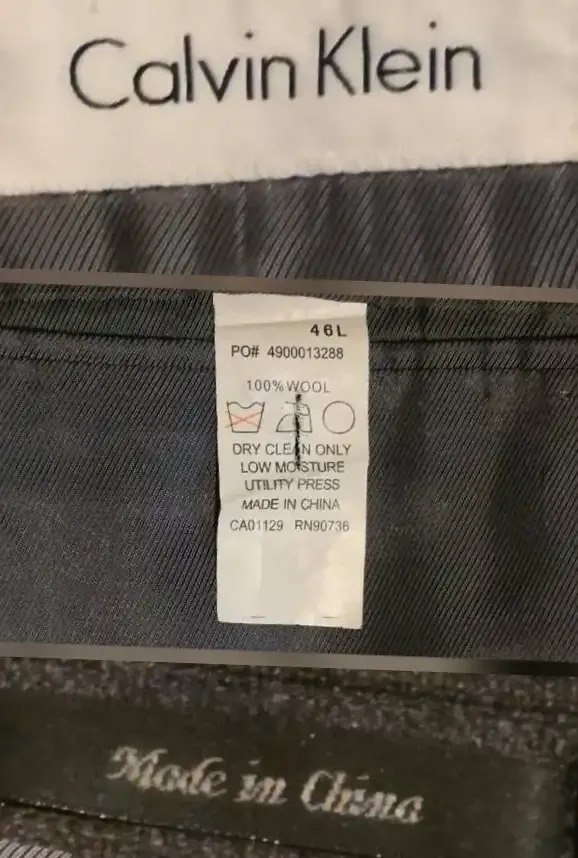 Calvin Klein
46L
PO# 4900013288
100% WOOL
DRY CLEAN ONLY
LOW MOISTURE
UTILITY PRESS
MADE IN CHINA
CA01129 RN90736
Made in China